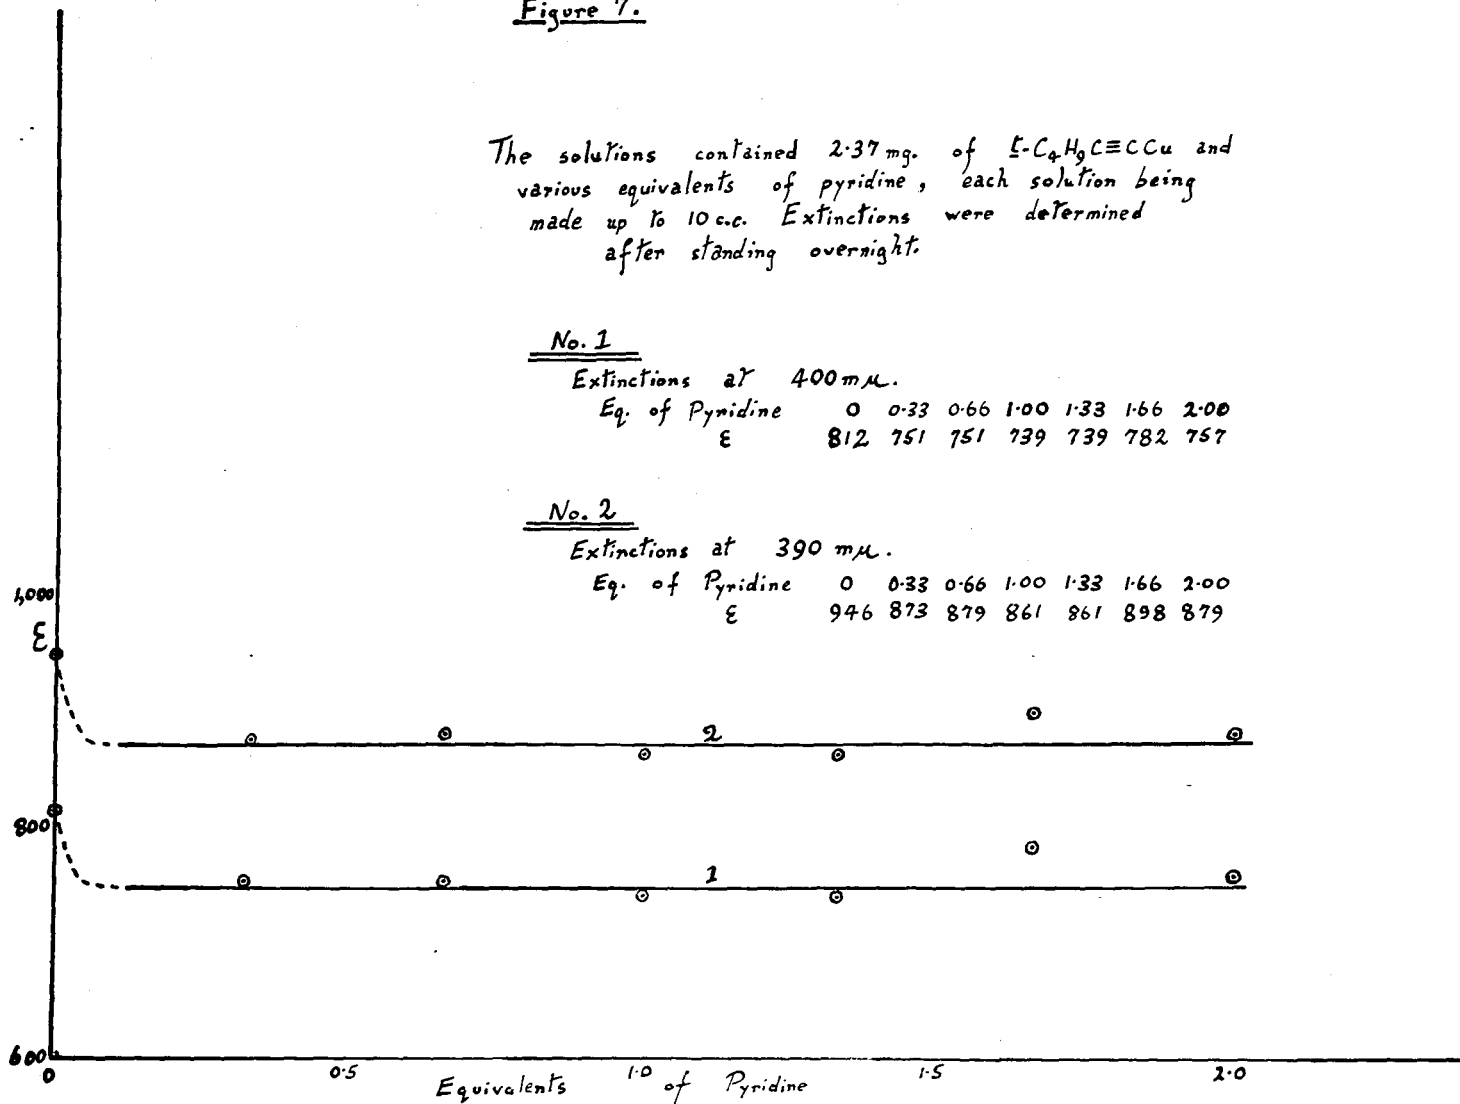 Figure 7.
The solutions contained 2·37 mg. of t-C₄H₉C≡CCu and
various equivalents of pyridine, each solution being
made up to 10 c.c. Extinctions were determined
after standing overnight.
No. 1
Extinctions at 400 mμ.
Eq. of Pyridine 0 0·33 0·66 1·00 1·33 1·66 2·00
ε 812 751 751 739 739 782 757
No. 2
Extinctions at 390 mμ.
Eq. of Pyridine 0 0·33 0·66 1·00 1·33 1·66 2·00
ε 946 873 879 861 861 898 879
1,000
ε
2
800
1
600
0 0·5 1·0 1·5 2·0
Equivalents of Pyridine